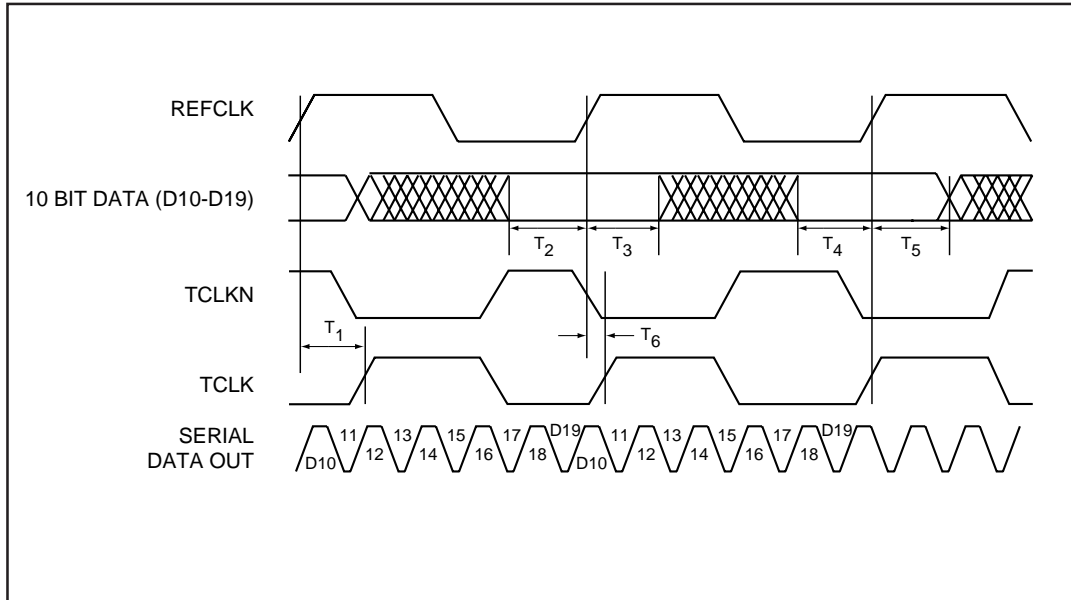 REFCLK
10 BIT DATA (D10-D19)
T2 T3 T4 T5
TCLKN
T1 T6
TCLK
SERIAL
DATA OUT
11 13 15 17 D19 11 13 15 17 D19
D10 12 14 16 18 D10 12 14 16 18